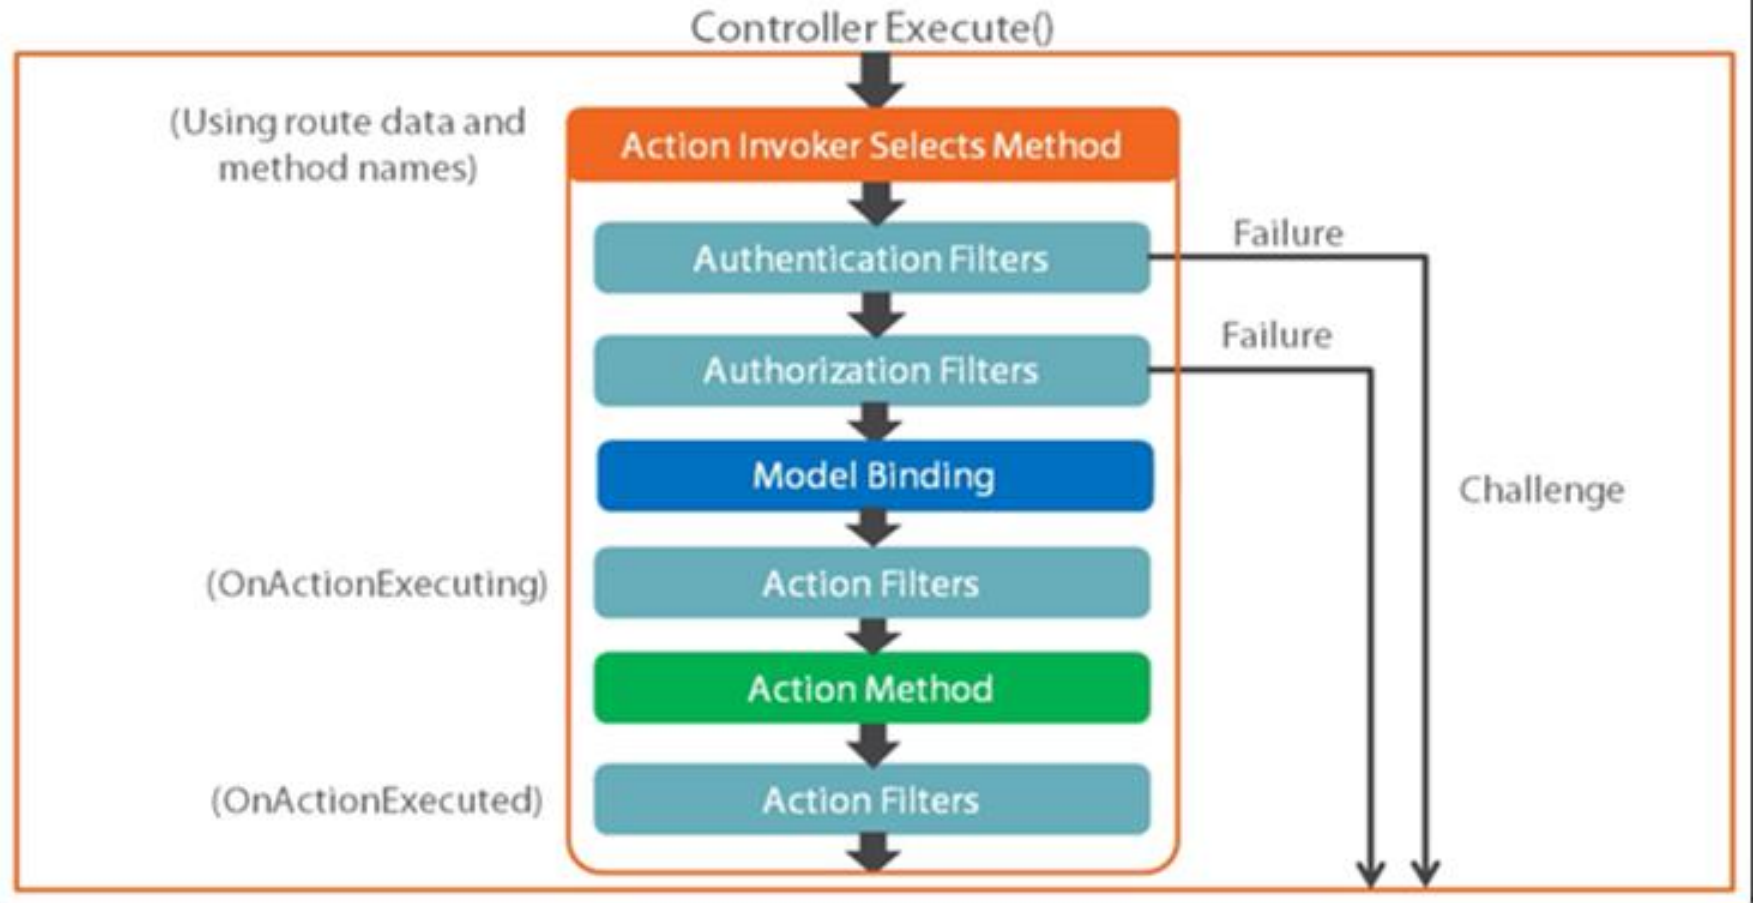 Controller Execute()
(Using route data and
method names)
Action Invoker Selects Method
Authentication Filters
Failure
Authorization Filters
Failure
Model Binding
Challenge
(OnActionExecuting)
Action Filters
Action Method
(OnActionExecuted)
Action Filters